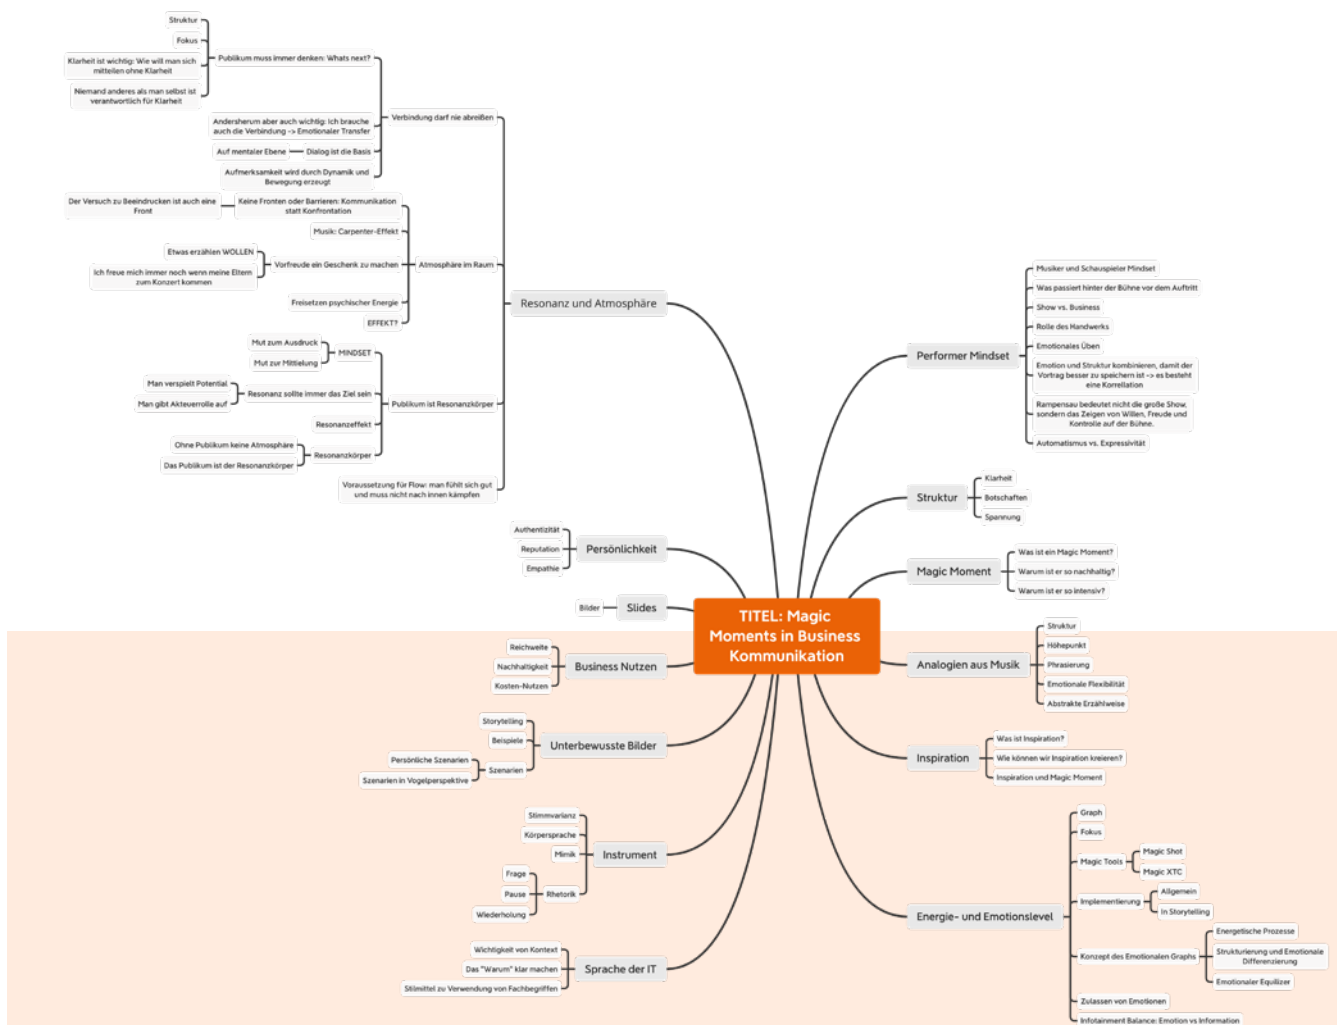 TITEL: Magic
Moments in Business
Kommunikation
Resonanz und Atmosphäre
Verbindung darf nie abreißen
Publikum muss immer denken: Whats next?
Struktur
Fokus
Klarheit ist wichtig: Wie will man sich
mitteilen ohne Klarheit
Niemand anderes als man selbst ist
verantwortlich für Klarheit
Andersherum aber auch wichtig: Ich brauche
auch die Verbindung -> Emotionaler Transfer
Dialog ist die Basis
Auf mentaler Ebene
Aufmerksamkeit wird durch Dynamik und
Bewegung erzeugt
Atmosphäre im Raum
Keine Fronten oder Barrieren: Kommunikation
statt Konfrontation
Der Versuch zu Beeindrucken ist auch eine
Front
Musik: Carpenter-Effekt
Vorfreude ein Geschenk zu machen
Etwas erzählen WOLLEN
Ich freue mich immer noch wenn meine Eltern
zum Konzert kommen
Freisetzen psychischer Energie
EFFEKT?
Publikum ist Resonanzkörper
MINDSET
Mut zum Ausdruck
Mut zur Mittielung
Resonanz sollte immer das Ziel sein
Man verspielt Potential
Man gibt Akteuerrolle auf
Resonanzeffekt
Resonanzkörper
Ohne Publikum keine Atmosphäre
Das Publikum ist der Resonanzkörper
Voraussetzung für Flow: man fühlt sich gut
und muss nicht nach innen kämpfen
Persönlichkeit
Authentizität
Reputation
Empathie
Slides
Bilder
Business Nutzen
Reichweite
Nachhaltigkeit
Kosten-Nutzen
Unterbewusste Bilder
Storytelling
Beispiele
Szenarien
Persönliche Szenarien
Szenarien in Vogelperspektive
Instrument
Stimmvarianz
Körpersprache
Mimik
Rhetorik
Frage
Pause
Wiederholung
Sprache der IT
Wichtigkeit von Kontext
Das "Warum" klar machen
Stilmittel zu Verwendung von Fachbegriffen
Performer Mindset
Musiker und Schauspieler Mindset
Was passiert hinter der Bühne vor dem Auftritt
Show vs. Business
Rolle des Handwerks
Emotionales Üben
Emotion und Struktur kombinieren, damit der
Vortrag besser zu speichern ist -> es besteht
eine Korrellation
Rampensau bedeutet nicht die große Show,
sondern das Zeigen von Willen, Freude und
Kontrolle auf der Bühne.
Automatismus vs. Expressivität
Struktur
Klarheit
Botschaften
Spannung
Magic Moment
Was ist ein Magic Moment?
Warum ist er so nachhaltig?
Warum ist er so intensiv?
Analogien aus Musik
Struktur
Höhepunkt
Phrasierung
Emotionale Flexibilität
Abstrakte Erzählweise
Inspiration
Was ist Inspiration?
Wie können wir Inspiration kreieren?
Inspiration und Magic Moment
Energie- und Emotionslevel
Graph
Fokus
Magic Tools
Magic Shot
Magic XTC
Implementierung
Allgemein
In Storytelling
Konzept des Emotionalen Graphs
Energetische Prozesse
Strukturierung und Emotionale
Differenzierung
Emotionaler Equilizer
Zulassen von Emotionen
Infotainment Balance: Emotion vs Information